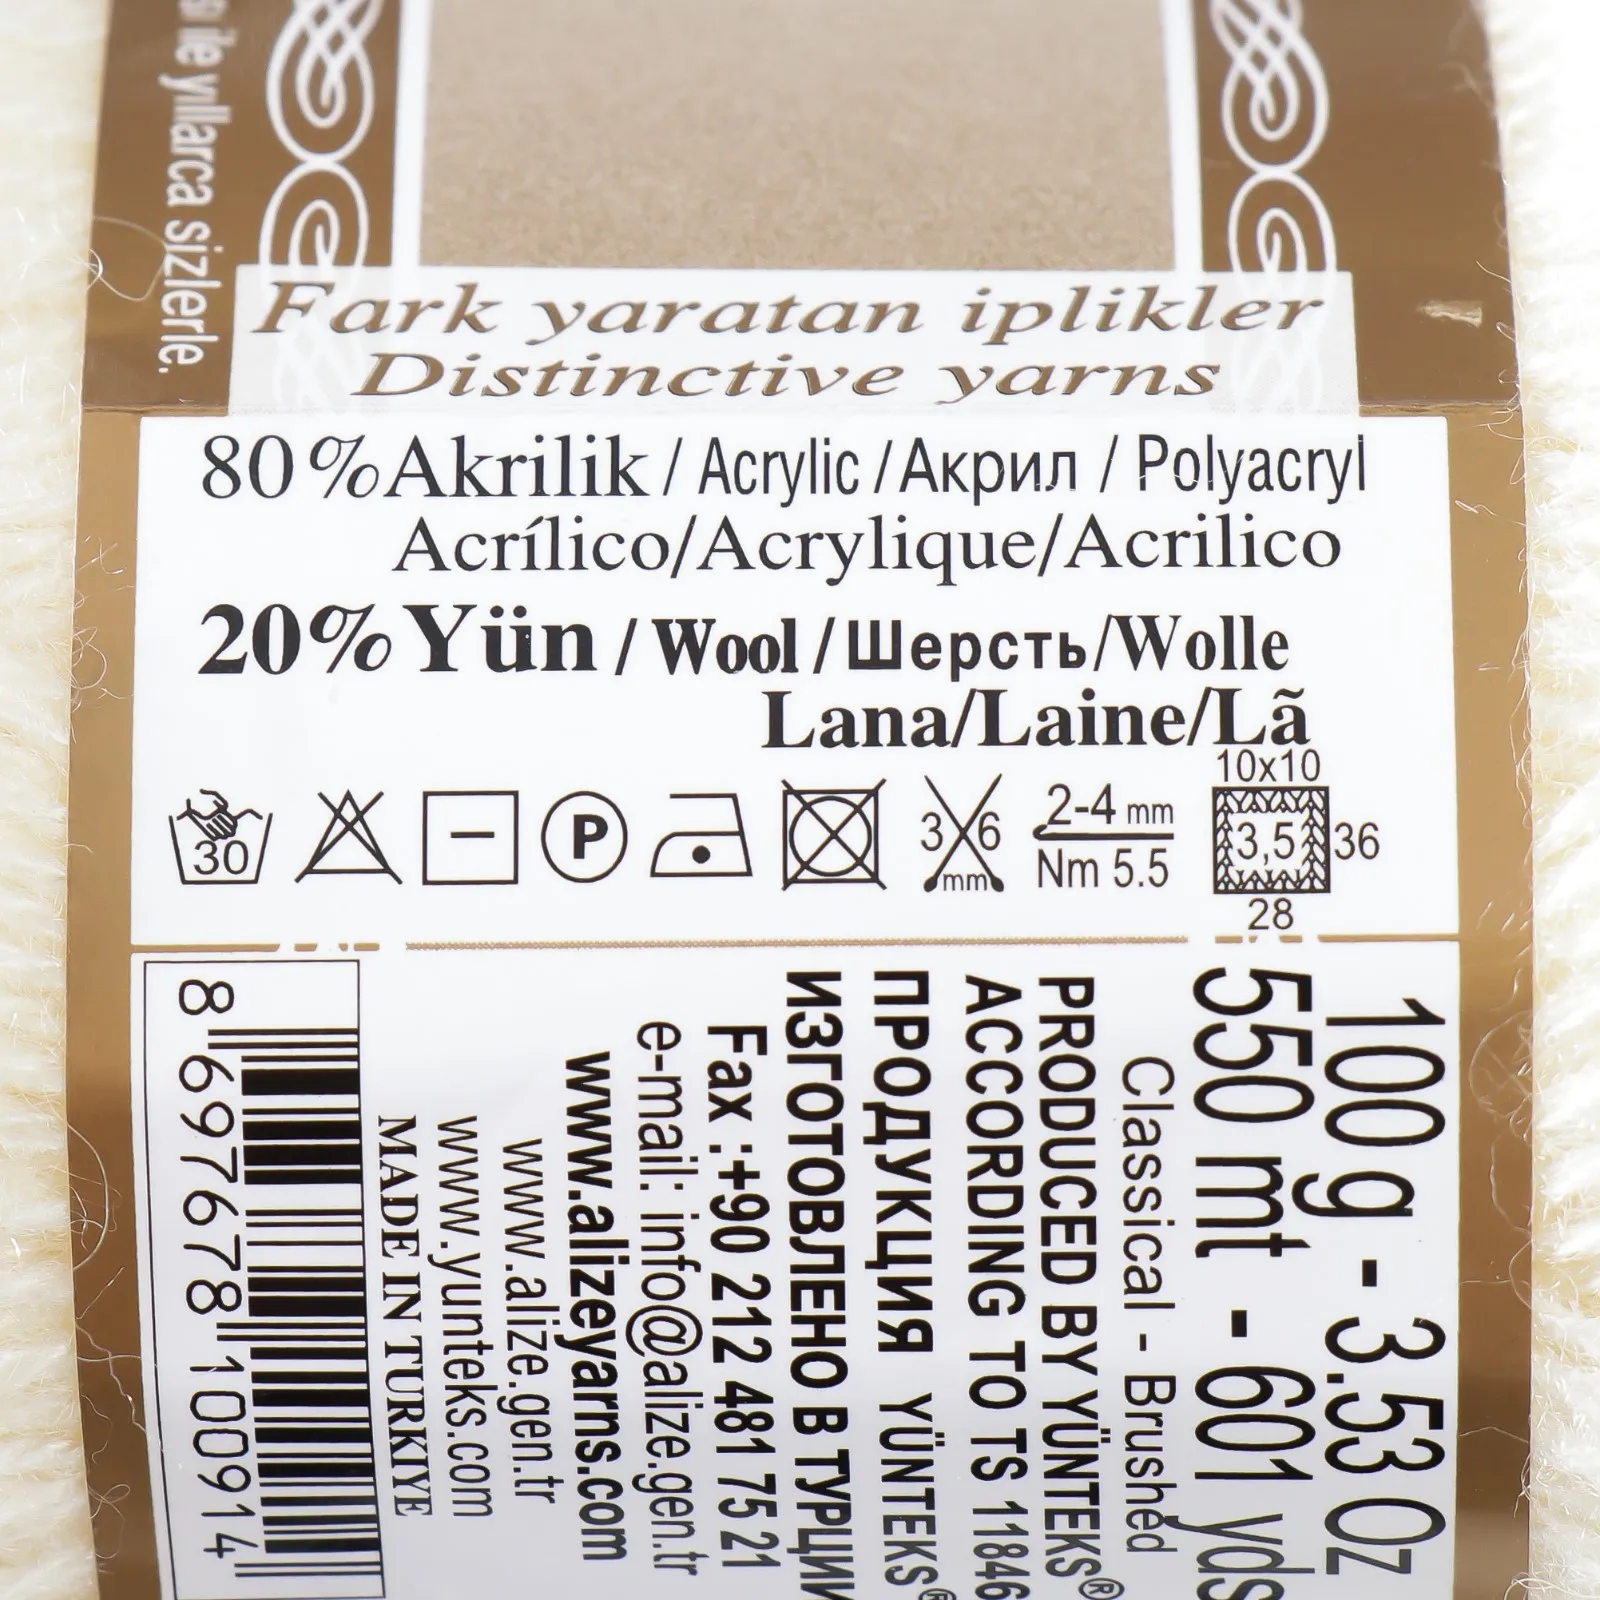 ile yıllarca sizlerle.
Fark yaratan iplikler
Distinctive yarns
80%Akrilik / Acrylic / Акрил / Polyacryl
Acrílico/Acrylique/Acrilico
20% Yün / Wool / Шерсть/Wolle
Lana/Laine/Lã
30
P
3 6
mm
2-4 mm
Nm 5.5
10x10
3,5
36
28
100 g - 3.53 Oz
550 mt - 601 yds
Classical - Brushed
PRODUCED BY YÜNTEKS®
ACCORDING TO TS 11846
ПРОДУКЦИЯ YÜNTEKS®
ИЗГОТОВЛЕНО В ТУРЦИИ
Fax :+90 212 481 75 21
e-mail: info@alize.gen.tr
www.alizeyarns.com
www.alize.gen.tr
www.yunteks.com
MADE IN TURKIYE
8 697678 100914